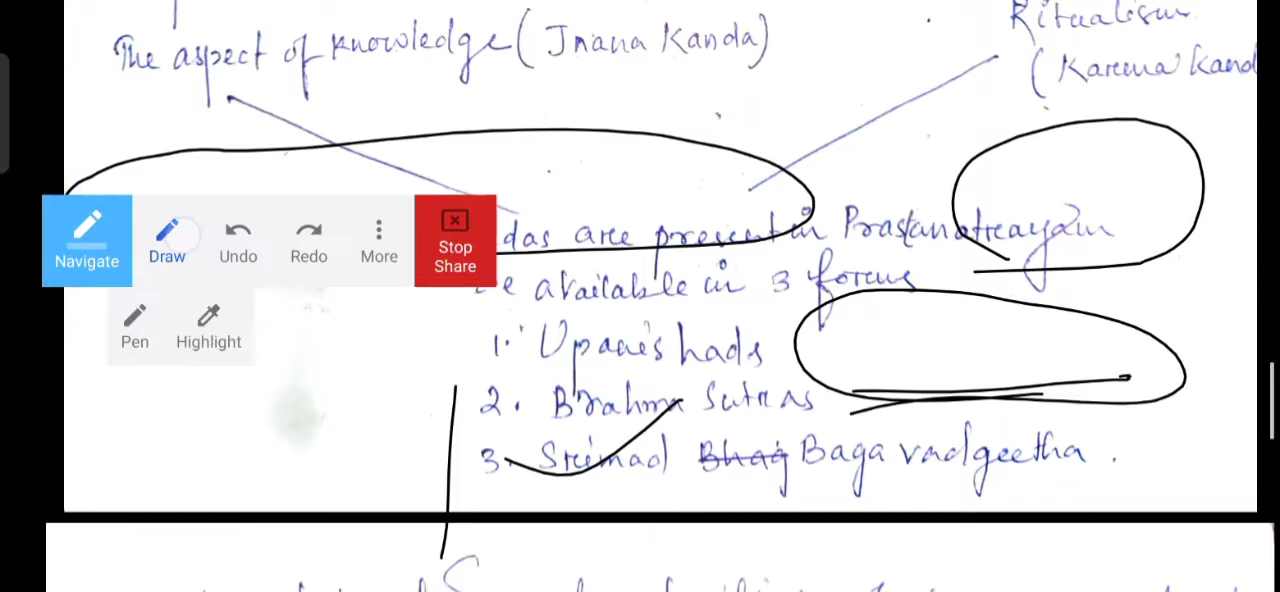 Ritualism
The aspect of knowledge (Jnana Kanda)
(Karma Kand
das are present in Prastanatrayam
e available in 3 forms
1. Upanishads
2. Brahma Sutras
3. Srimad Bhag Bagavadgeetha.
Navigate
Draw
Undo
Redo
More
Stop
Share
Pen
Highlight